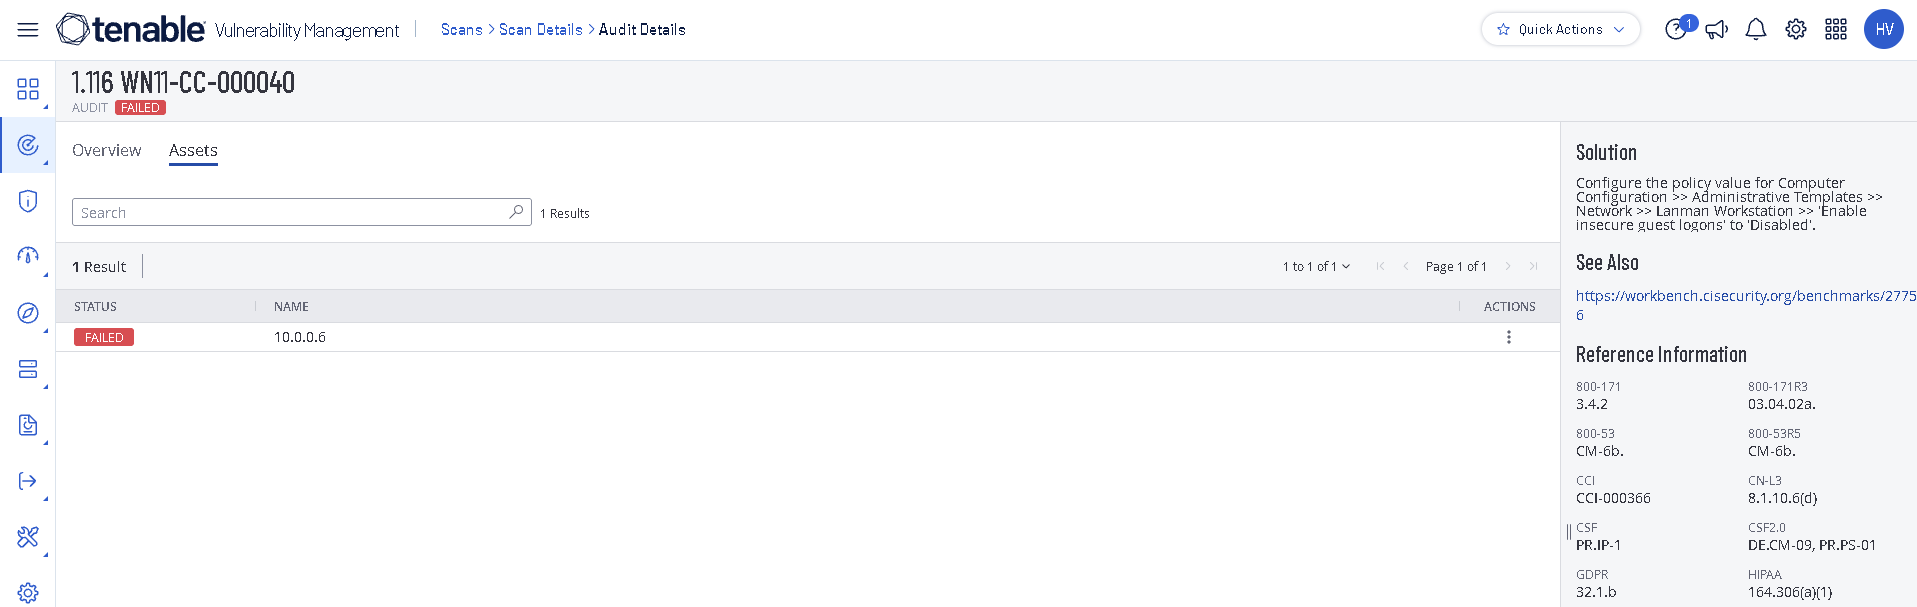 tenable Vulnerability Management Scans > Scan Details > Audit Details Quick Actions 1 HV
1.116 WN11-CC-000040
AUDIT FAILED
Overview Assets
Search 1 Results
1 Result 1 to 1 of 1 Page 1 of 1
STATUS NAME ACTIONS
FAILED 10.0.0.6
Solution
Configure the policy value for Computer
Configuration >> Administrative Templates >>
Network >> Lanman Workstation >> 'Enable
insecure guest logons' to 'Disabled'.
See Also
https://workbench.cisecurity.org/benchmarks/2775
6
Reference Information
800-171 800-171R3
3.4.2 03.04.02a.
800-53 800-53R5
CM-6b. CM-6b.
CCI CN-L3
CCI-000366 8.1.10.6(d)
CSF CSF2.0
PR.IP-1 DE.CM-09, PR.PS-01
GDPR HIPAA
32.1.b 164.306(a)(1)